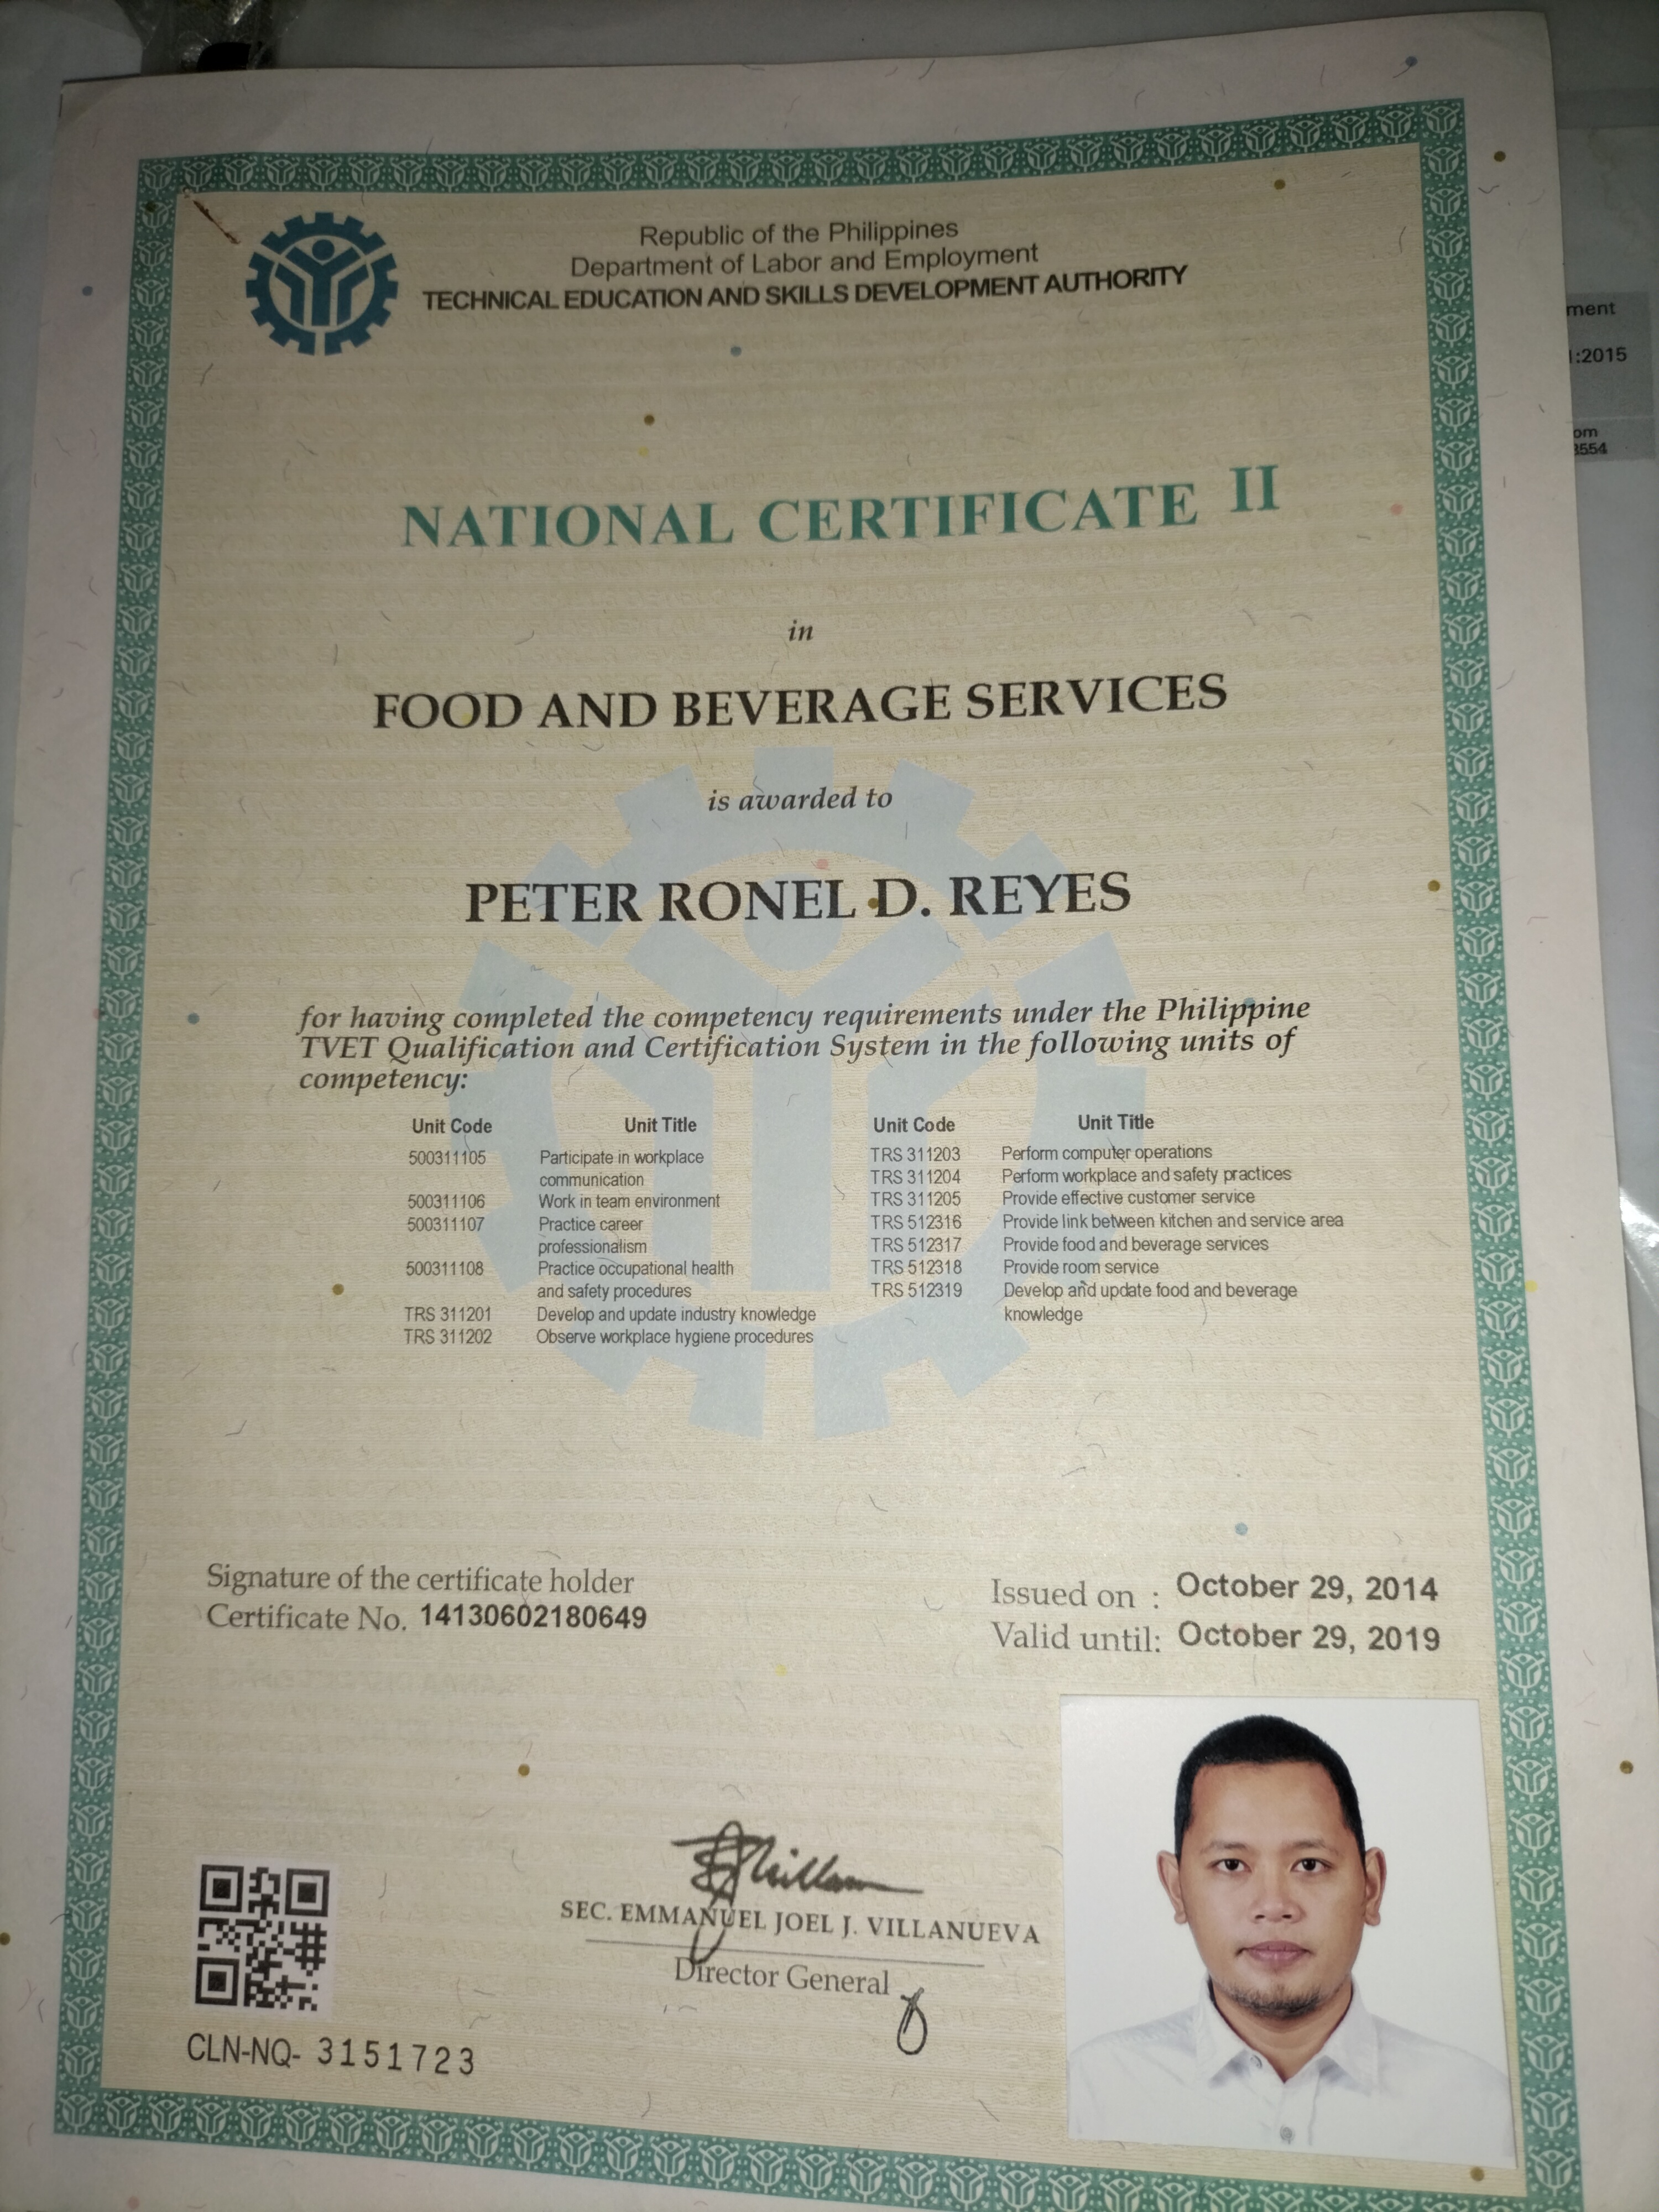 Republic of the Philippines
Department of Labor and Employment
TECHNICAL EDUCATION AND SKILLS DEVELOPMENT AUTHORITY
NATIONAL CERTIFICATE II
in
FOOD AND BEVERAGE SERVICES
is awarded to
PETER RONEL D. REYES
for having completed the competency requirements under the Philippine
TVET Qualification and Certification System in the following units of
competency:
Unit Code Unit Title
500311105 Participate in workplace
communication
500311106 Work in team environment
500311107 Practice career
professionalism
500311108 Practice occupational health
and safety procedures
TRS 311201 Develop and update industry knowledge
TRS 311202 Observe workplace hygiene procedures
Unit Code Unit Title
TRS 311203 Perform computer operations
TRS 311204 Perform workplace and safety practices
TRS 311205 Provide effective customer service
TRS 512316 Provide link between kitchen and service area
TRS 512317 Provide food and beverage services
TRS 512318 Provide room service
TRS 512319 Develop and update food and beverage
knowledge
Signature of the certificate holder
Certificate No. 14130602180649
Issued on : October 29, 2014
Valid until: October 29, 2019
SEC. EMMANUEL JOEL J. VILLANUEVA
Director General
CLN-NQ- 3151723
ment
1:2015
om
3554